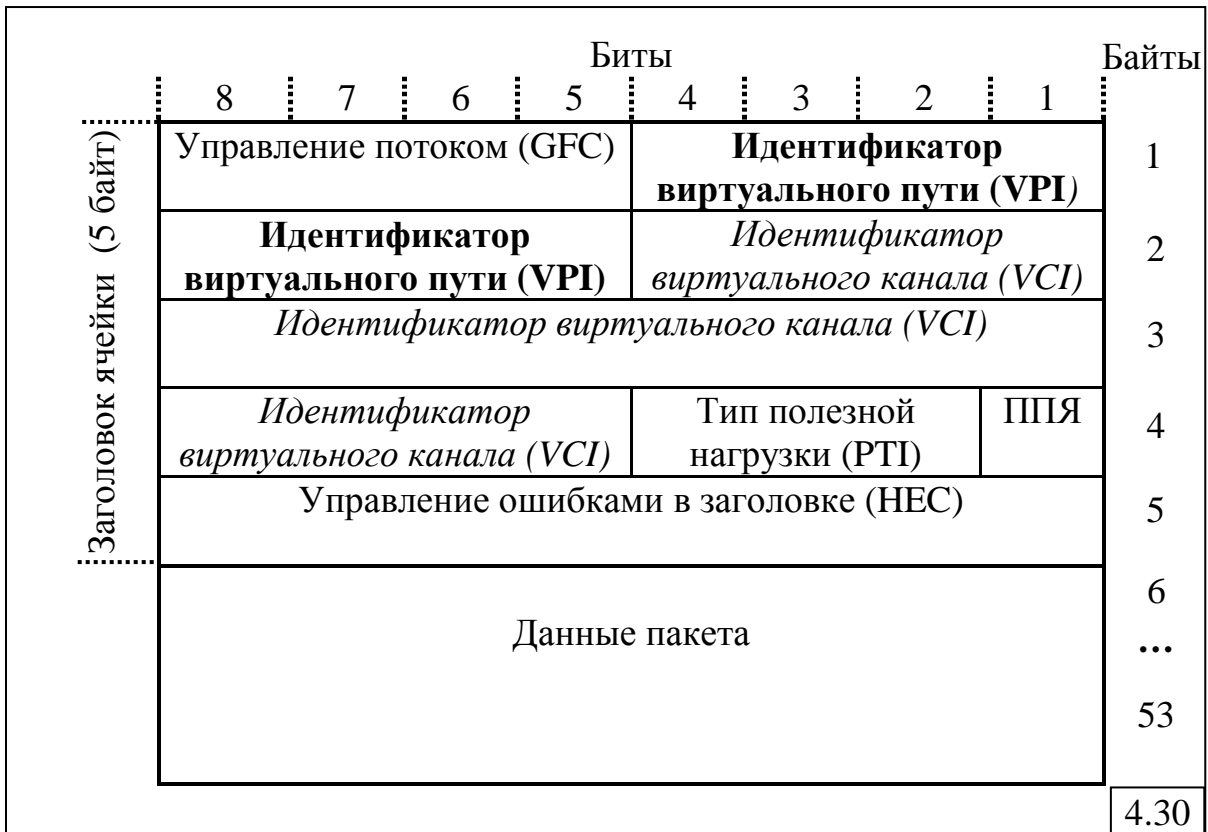 Биты Байты
8 7 6 5 4 3 2 1
Заголовок ячейки (5 байт)
Управление потоком (GFC)
Идентификатор
виртуального пути (VPI)
1
Идентификатор
виртуального пути (VPI)
Идентификатор
виртуального канала (VCI)
2
Идентификатор виртуального канала (VCI)
3
Идентификатор
виртуального канала (VCI)
Тип полезной
нагрузки (PTI)
ППЯ
4
Управление ошибками в заголовке (HEC)
5
6
Данные пакета
...
53
4.30